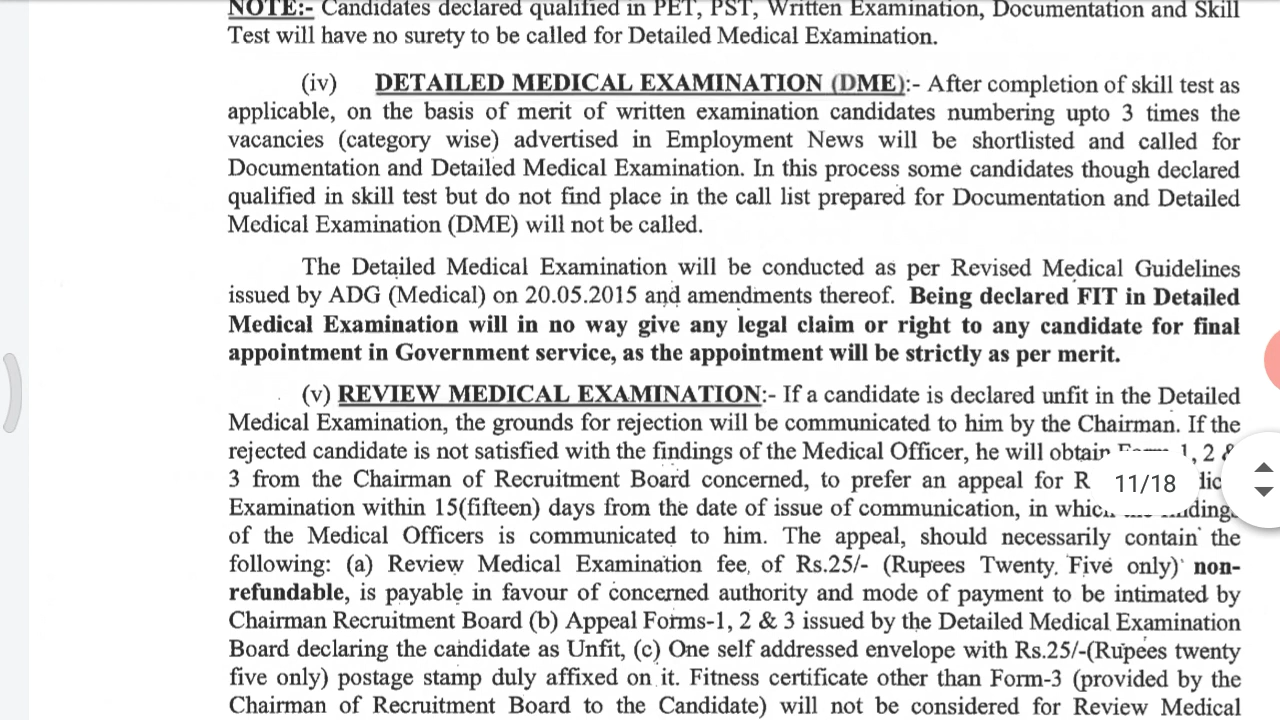 NOTE:- Candidates declared qualified in PET, PST, Written Examination, Documentation and Skill
Test will have no surety to be called for Detailed Medical Examination.
(iv) DETAILED MEDICAL EXAMINATION (DME):- After completion of skill test as
applicable, on the basis of merit of written examination candidates numbering upto 3 times the
vacancies (category wise) advertised in Employment News will be shortlisted and called for
Documentation and Detailed Medical Examination. In this process some candidates though declared
qualified in skill test but do not find place in the call list prepared for Documentation and Detailed
Medical Examination (DME) will not be called.
The Detailed Medical Examination will be conducted as per Revised Medical Guidelines
issued by ADG (Medical) on 20.05.2015 and amendments thereof. Being declared FIT in Detailed
Medical Examination will in no way give any legal claim or right to any candidate for final
appointment in Government service, as the appointment will be strictly as per merit.
(v) REVIEW MEDICAL EXAMINATION:- If a candidate is declared unfit in the Detailed
Medical Examination, the grounds for rejection will be communicated to him by the Chairman. If the
rejected candidate is not satisfied with the findings of the Medical Officer, he will obtain 1, 2 &
3 from the Chairman of Recruitment Board concerned, to prefer an appeal for R 11/18
Examination within 15(fifteen) days from the date of issue of communication, in
of the Medical Officers is communicated to him. The appeal, should necessarily contain the
following: (a) Review Medical Examination fee, of Rs.25/- (Rupees Twenty. Five only) non-
refundable, is payable in favour of concerned authority and mode of payment to be intimated by
Chairman Recruitment Board (b) Appeal Forms-1, 2 & 3 issued by the Detailed Medical Examination
Board declaring the candidate as Unfit, (c) One self addressed envelope with Rs.25/-(Rupees twenty
five only) postage stamp duly affixed on it. Fitness certificate other than Form-3 (provided by the
Chairman of Recruitment Board to the Candidate) will not be considered for Review Medical